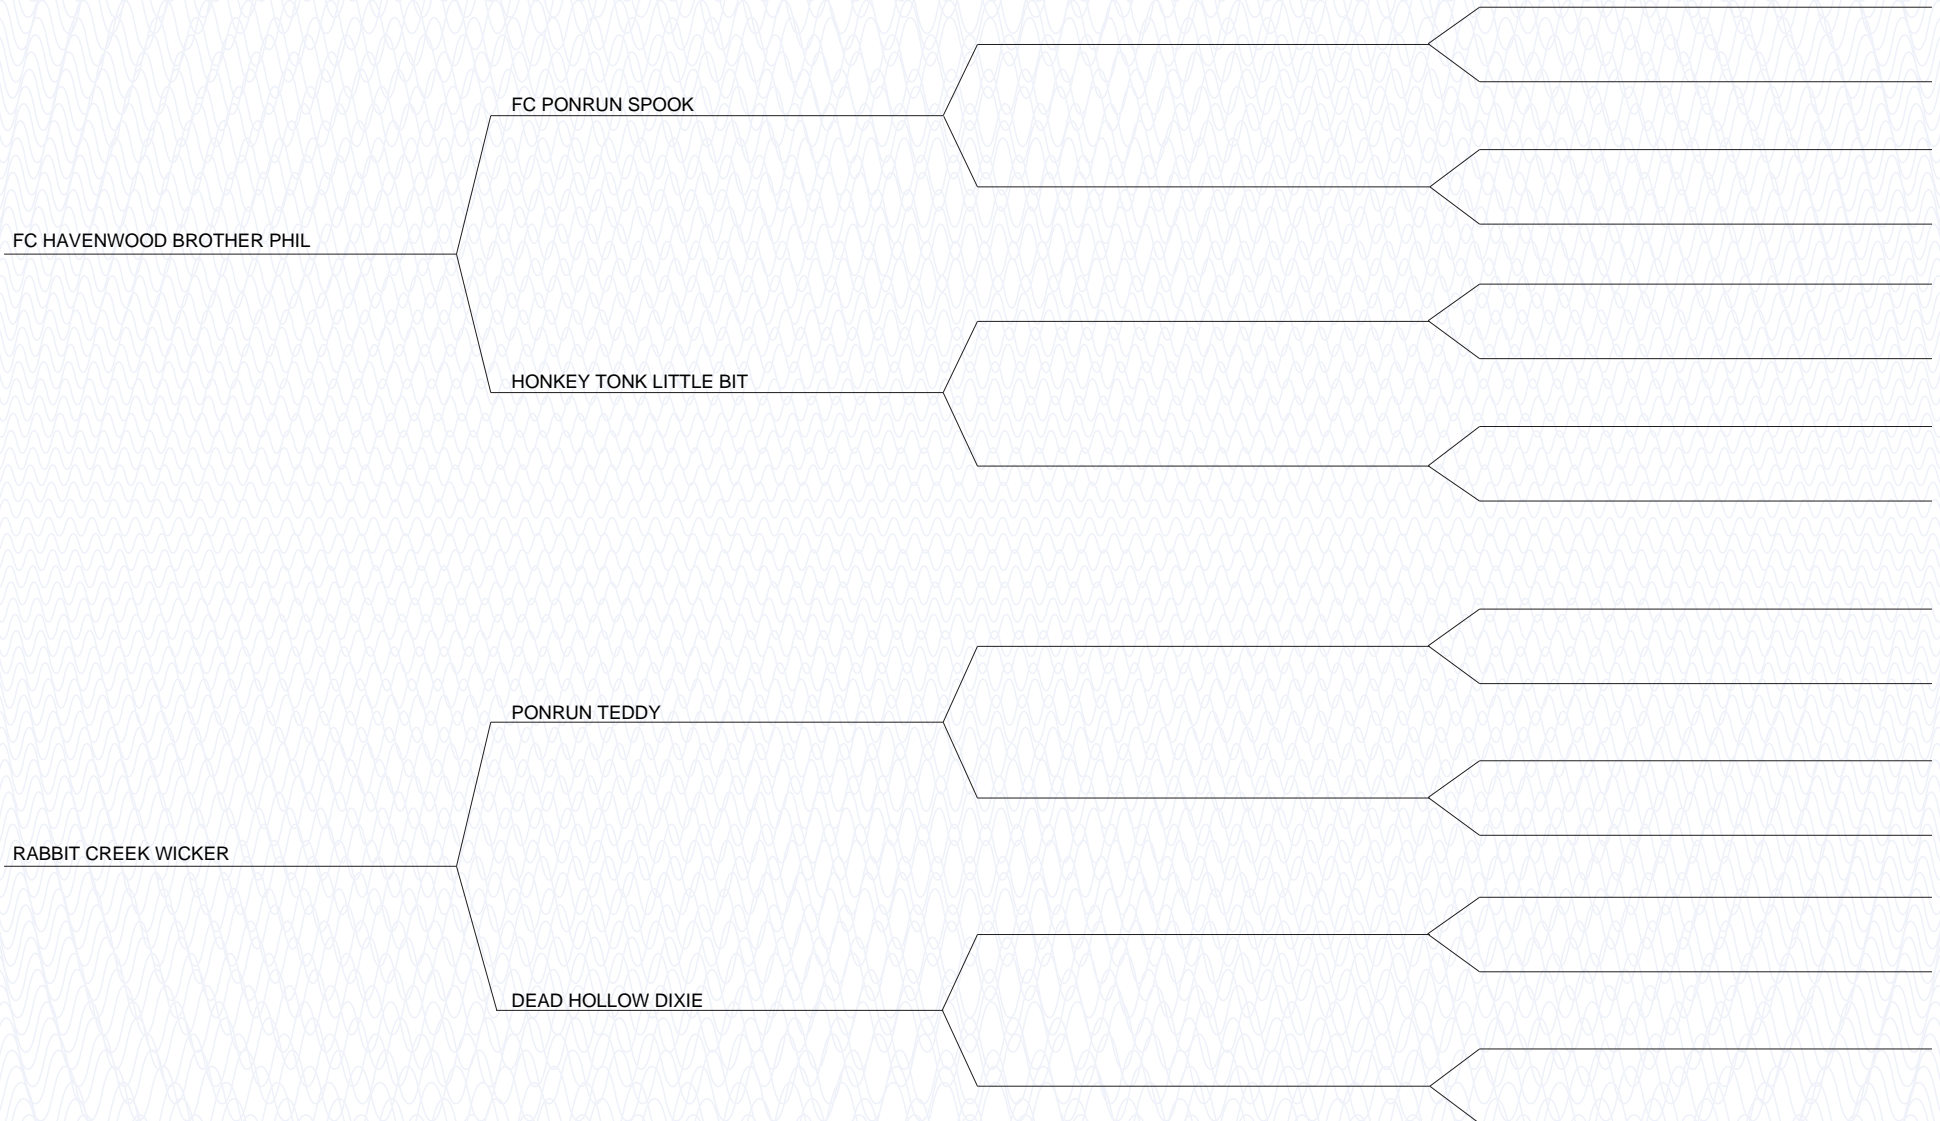 FC PONRUN SPOOK
FC HAVENWOOD BROTHER PHIL
HONKEY TONK LITTLE BIT
PONRUN TEDDY
RABBIT CREEK WICKER
DEAD HOLLOW DIXIE